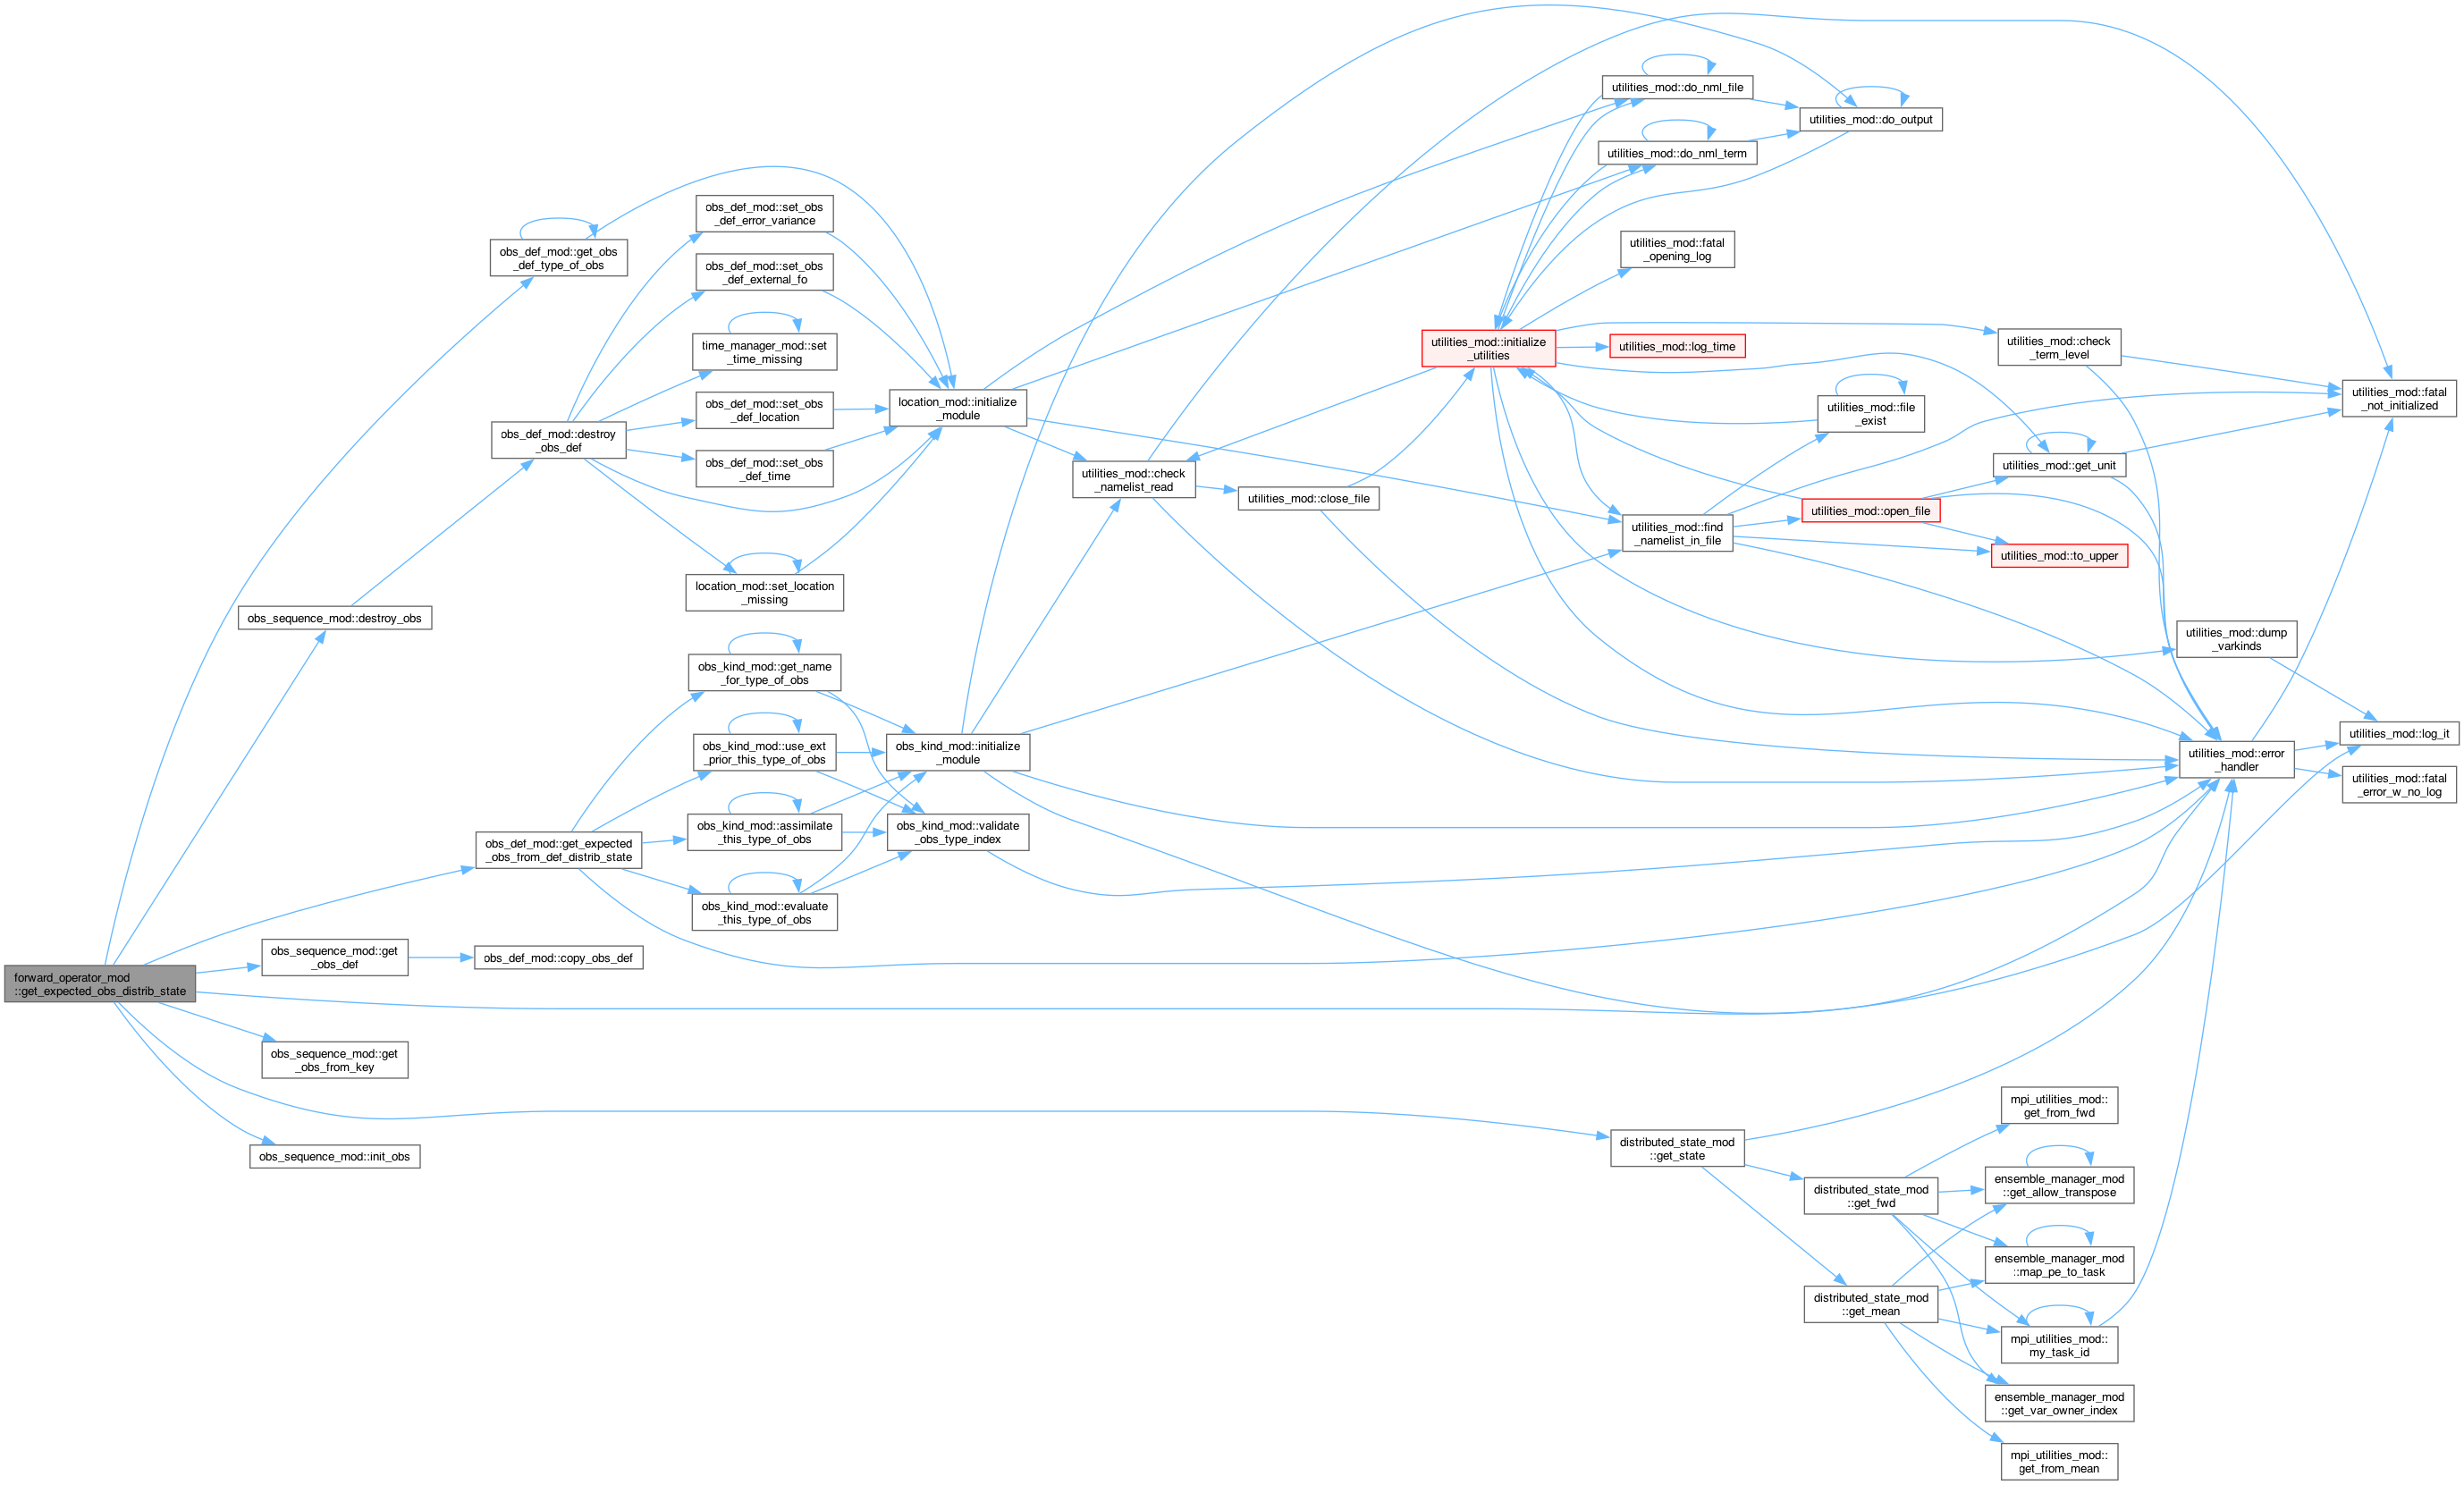 forward_operator_mod
::get_expected_obs_distrib_state
obs_sequence_mod::destroy_obs
obs_sequence_mod::get
_obs_def
obs_sequence_mod::get
_obs_from_key
obs_sequence_mod::init_obs
obs_def_mod::get_obs
_def_type_of_obs
obs_def_mod::destroy
_obs_def
obs_def_mod::get_expected
_obs_from_def_distrib_state
obs_def_mod::copy_obs_def
obs_def_mod::set_obs
_def_error_variance
obs_def_mod::set_obs
_def_external_fo
time_manager_mod::set
_time_missing
obs_def_mod::set_obs
_def_location
obs_def_mod::set_obs
_def_time
location_mod::set_location
_missing
obs_kind_mod::get_name
_for_type_of_obs
obs_kind_mod::use_ext
_prior_this_type_of_obs
obs_kind_mod::assimilate
_this_type_of_obs
obs_kind_mod::evaluate
_this_type_of_obs
location_mod::initialize
_module
obs_kind_mod::initialize
_module
obs_kind_mod::validate
_obs_type_index
utilities_mod::check
_namelist_read
utilities_mod::close_file
utilities_mod::initialize
_utilities
utilities_mod::do_nml_file
utilities_mod::do_nml_term
utilities_mod::fatal
_opening_log
utilities_mod::log_time
utilities_mod::find
_namelist_in_file
distributed_state_mod
::get_state
utilities_mod::do_output
utilities_mod::file
_exist
utilities_mod::open_file
distributed_state_mod
::get_fwd
distributed_state_mod
::get_mean
utilities_mod::check
_term_level
utilities_mod::get_unit
utilities_mod::to_upper
mpi_utilities_mod::
get_from_fwd
ensemble_manager_mod
::get_allow_transpose
ensemble_manager_mod
::map_pe_to_task
mpi_utilities_mod::
my_task_id
ensemble_manager_mod
::get_var_owner_index
mpi_utilities_mod::
get_from_mean
utilities_mod::dump
_varkinds
utilities_mod::error
_handler
utilities_mod::fatal
_not_initialized
utilities_mod::log_it
utilities_mod::fatal
_error_w_no_log